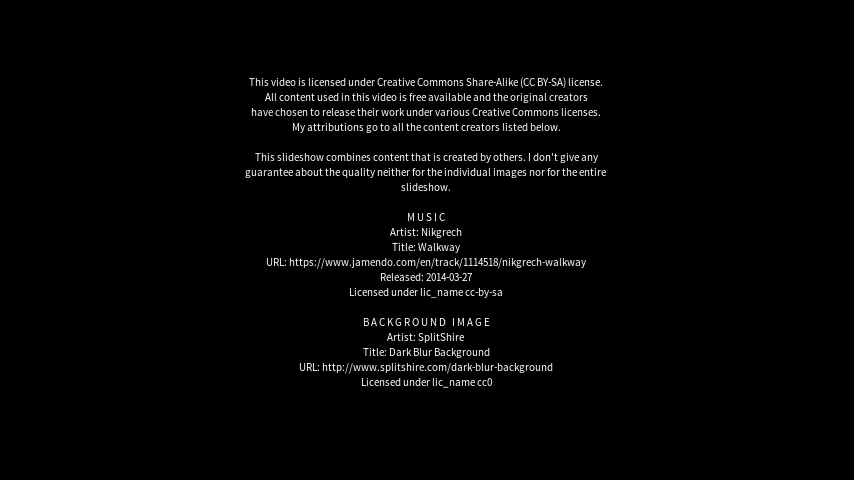 This video is licensed under Creative Commons Share-Alike (CC BY-SA) license.
All content used in this video is free available and the original creators
have chosen to release their work under various Creative Commons licenses.
My attributions go to all the content creators listed below.
This slideshow combines content that is created by others. I don't give any
guarantee about the quality neither for the individual images nor for the entire
slideshow.
MUSIC
Artist: Nikgrech
Title: Walkway
URL: https://www.jamendo.com/en/track/1114518/nikgrech-walkway
Released: 2014-03-27
Licensed under lic_name cc-by-sa
BACKGROUND IMAGE
Artist: SplitShire
Title: Dark Blur Background
URL: http://www.splitshire.com/dark-blur-background
Licensed under lic_name cc0